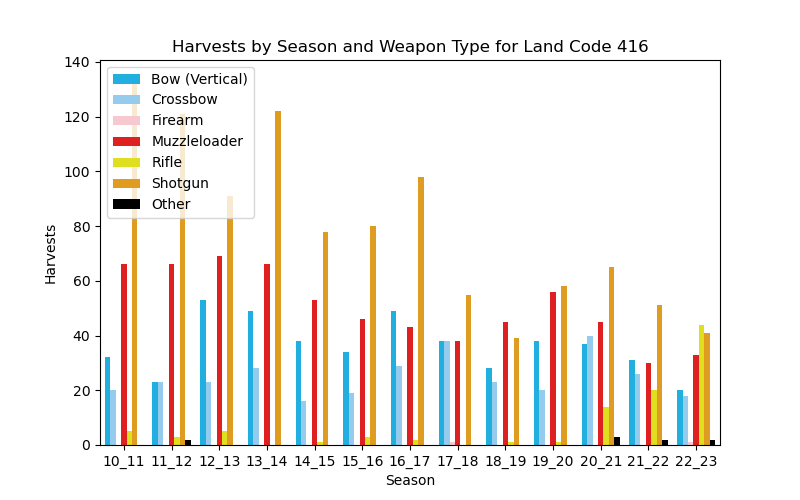 Harvests by Season and Weapon Type for Land Code 416
140
120
100
80
60
40
20
0
Harvests
Bow (Vertical)
Crossbow
Firearm
Muzzleloader
Rifle
Shotgun
Other
10_11 11_12 12_13 13_14 14_15 15_16 16_17 17_18 18_19 19_20 20_21 21_22 22_23
Season